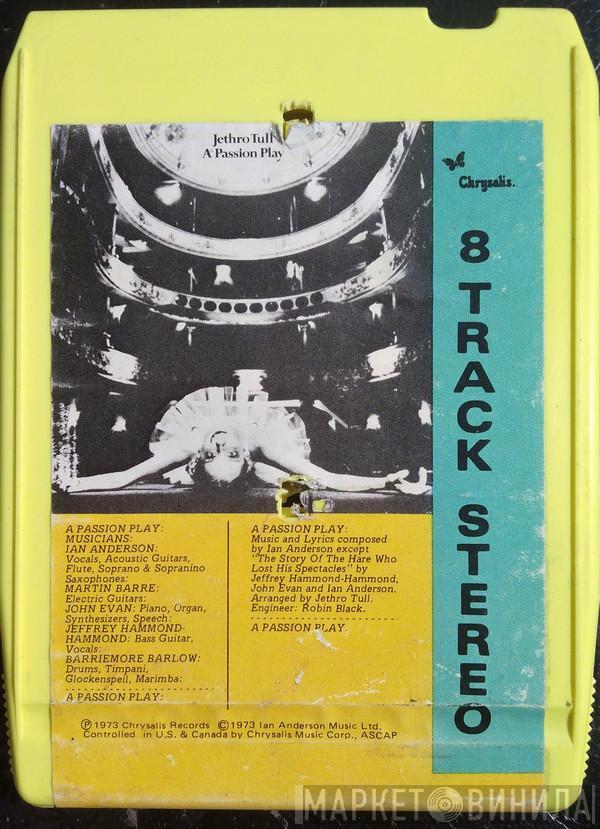 Jethro Tull
A Passion Play
Chrysalis.
8 TRACK STEREO
A PASSION PLAY:
MUSICIANS:
IAN ANDERSON:
Vocals, Acoustic Guitars,
Flute, Soprano & Sopranino
Saxophones:
MARTIN BARRE:
Electric Guitars:
JOHN EVAN: Piano, Organ,
Synthesizers, Speech:
JEFFREY HAMMOND-
HAMMOND: Bass Guitar,
Vocals:
BARRIEMORE BARLOW:
Drums, Timpani,
Glockenspell, Marimba:
A PASSION PLAY:
A PASSION PLAY:
Music and Lyrics composed
by Ian Anderson except
"The Story Of The Hare Who
Lost His Spectacles" by
Jeffrey Hammond-Hammond,
John Evan and Ian Anderson.
Arranged by Jethro Tull.
Engineer: Robin Black.
A PASSION PLAY:
Ⓟ1973 Chrysalis Records ©1973 Ian Anderson Music Ltd.
Controlled in U.S. & Canada by Chrysalis Music Corp., ASCAP
МАРКЕТ ВИНИЛА